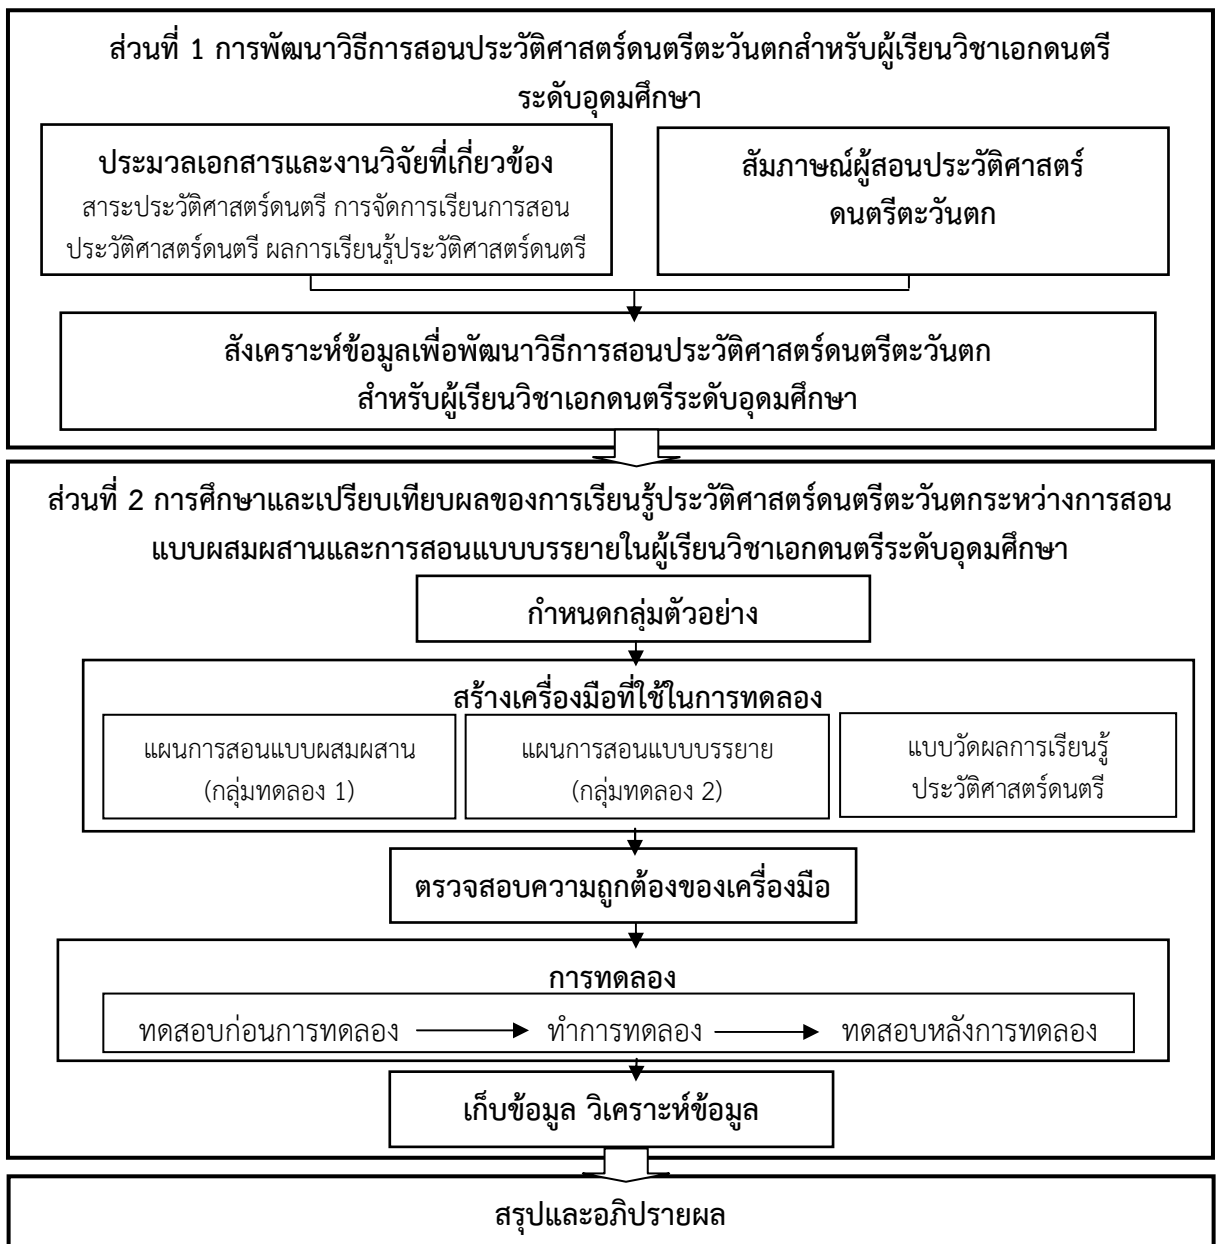 ส่วนที่ 1 การพัฒนาวิธีการสอนประวัติศาสตร์ดนตรีตะวันตกสำหรับผู้เรียนวิชาเอกดนตรี
ระดับอุดมศึกษา
ประมวลเอกสารและงานวิจัยที่เกี่ยวข้อง
สาระประวัติศาสตร์ดนตรี การจัดการเรียนการสอน
ประวัติศาสตร์ดนตรี ผลการเรียนรู้ประวัติศาสตร์ดนตรี
สัมภาษณ์ผู้สอนประวัติศาสตร์
ดนตรีตะวันตก
สังเคราะห์ข้อมูลเพื่อพัฒนาวิธีการสอนประวัติศาสตร์ดนตรีตะวันตก
สำหรับผู้เรียนวิชาเอกดนตรีระดับอุดมศึกษา
ส่วนที่ 2 การศึกษาและเปรียบเทียบผลของการเรียนรู้ประวัติศาสตร์ดนตรีตะวันตกระหว่างการสอน
แบบผสมผสานและการสอนแบบบรรยายในผู้เรียนวิชาเอกดนตรีระดับอุดมศึกษา
กำหนดกลุ่มตัวอย่าง
สร้างเครื่องมือที่ใช้ในการทดลอง
แผนการสอนแบบผสมผสาน
(กลุ่มทดลอง 1)
แผนการสอนแบบบรรยาย
(กลุ่มทดลอง 2)
แบบวัดผลการเรียนรู้
ประวัติศาสตร์ดนตรี
ตรวจสอบความถูกต้องของเครื่องมือ
การทดลอง
ทดสอบก่อนการทดลอง ทำการทดลอง ทดสอบหลังการทดลอง
เก็บข้อมูล วิเคราะห์ข้อมูล
สรุปและอภิปรายผล